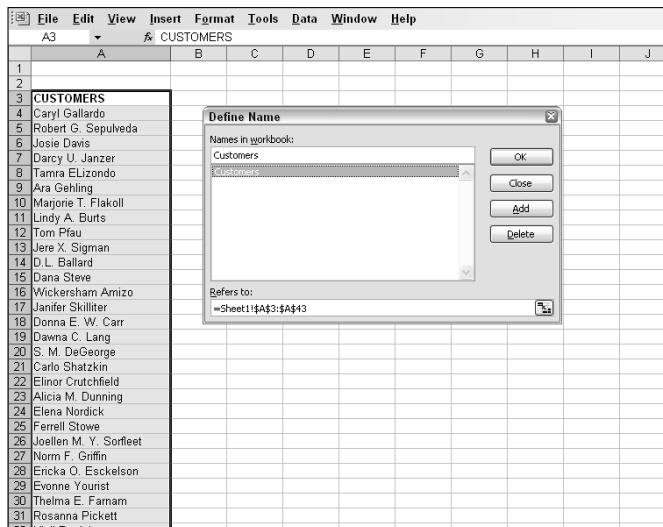 File Edit View Insert Format Tools Data Window Help
A3 fx CUSTOMERS
A B C D E F G H I J
1
2
3 CUSTOMERS
4 Caryl Gallardo
5 Robert G. Sepulveda
6 Josie Davis
7 Darcy U. Janzer
8 Tamra ELizondo
9 Ara Gehling
10 Marjorie T. Flakoll
11 Lindy A. Burts
12 Tom Pfau
13 Jere X. Sigman
14 D.L. Ballard
15 Dana Steve
16 Wickersham Amizo
17 Janifer Skilliter
18 Donna E. W. Carr
19 Dawna C. Lang
20 S. M. DeGeorge
21 Carlo Shatzkin
22 Elinor Crutchfield
23 Alicia M. Dunning
24 Elena Nordick
25 Ferrell Stowe
26 Joellen M. Y. Sorfleet
27 Norm F. Griffin
28 Ericka O. Esckelson
29 Evonne Yourist
30 Thelma E. Farnam
31 Rosanna Pickett
Define Name
Names in workbook:
Customers
Customers
OK
Close
Add
Delete
Refers to:
=Sheet1!$A$3:$A$43